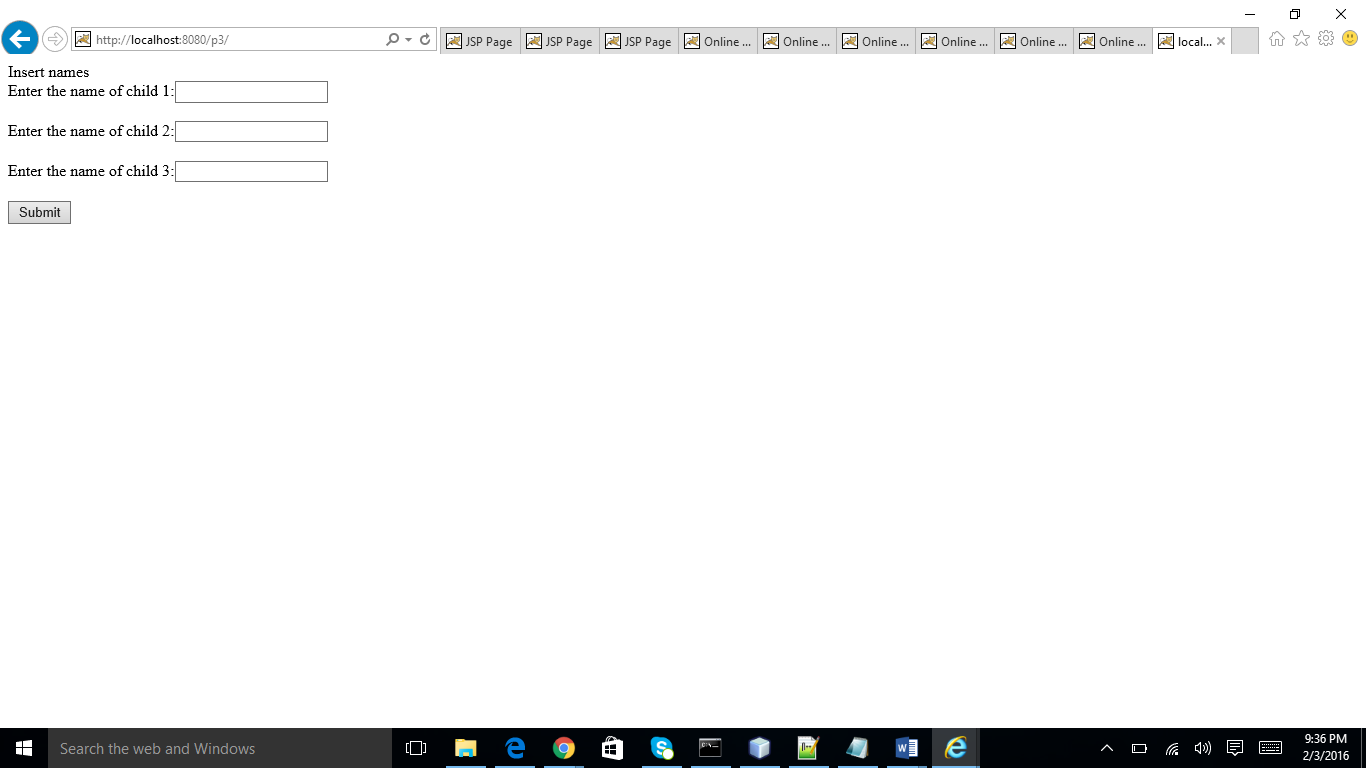 http://localhost:8080/p3/
JSP Page
JSP Page
JSP Page
Online ...
Online ...
Online ...
Online ...
Online ...
Online ...
local...
Insert names
Enter the name of child 1:
Enter the name of child 2:
Enter the name of child 3:
Submit
Search the web and Windows
9:36 PM
2/3/2016